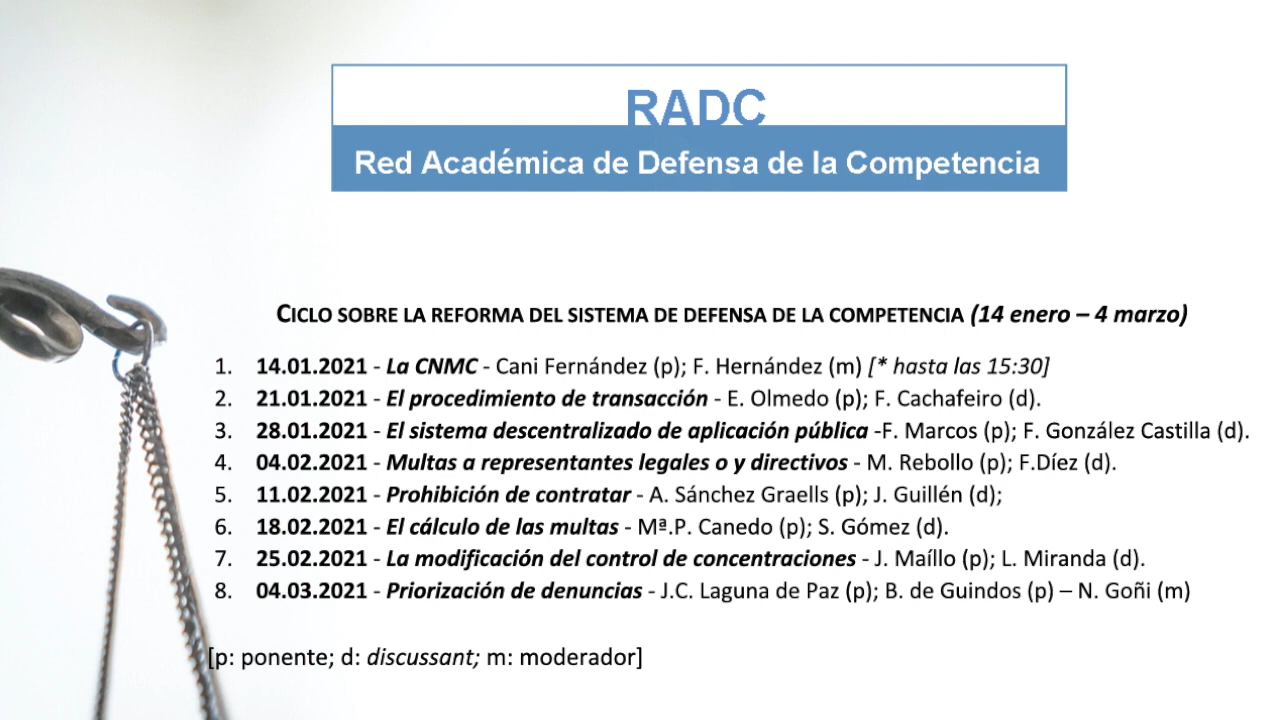 RADC
Red Académica de Defensa de la Competencia
CICLO SOBRE LA REFORMA DEL SISTEMA DE DEFENSA DE LA COMPETENCIA (14 enero – 4 marzo)
1. 14.01.2021 - La CNMC - Cani Fernández (p); F. Hernández (m) [* hasta las 15:30]
2. 21.01.2021 - El procedimiento de transacción - E. Olmedo (p); F. Cachafeiro (d).
3. 28.01.2021 - El sistema descentralizado de aplicación pública -F. Marcos (p); F. González Castilla (d).
4. 04.02.2021 - Multas a representantes legales o y directivos - M. Rebollo (p); F.Díez (d).
5. 11.02.2021 - Prohibición de contratar - A. Sánchez Graells (p); J. Guillén (d);
6. 18.02.2021 - El cálculo de las multas - Mª.P. Canedo (p); S. Gómez (d).
7. 25.02.2021 - La modificación del control de concentraciones - J. Maíllo (p); L. Miranda (d).
8. 04.03.2021 - Priorización de denuncias - J.C. Laguna de Paz (p); B. de Guindos (p) – N. Goñi (m)
[p: ponente; d: discussant; m: moderador]